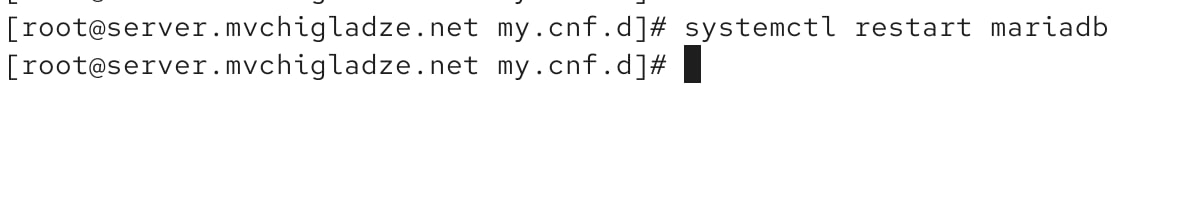 [root@server.mvchigladze.net my.cnf.d]# systemctl restart mariadb
[root@server.mvchigladze.net my.cnf.d]#